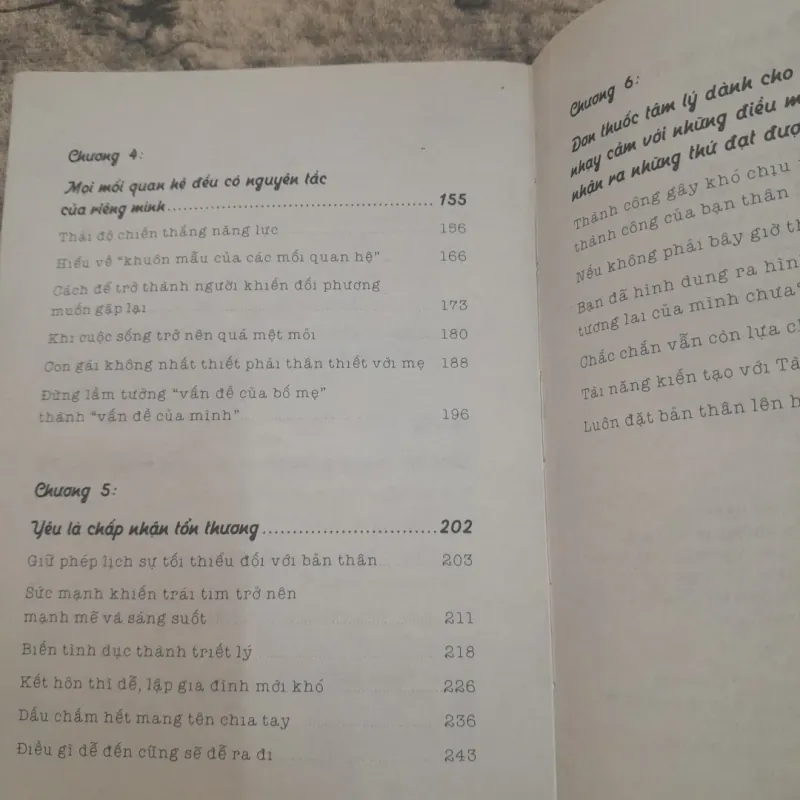 Chương 4:
Mọi mối quan hệ đều có nguyên tắc
của riêng mình.................................................155
Thái độ chiến thắng năng lực 156
Hiểu về “khuôn mẫu của các mối quan hệ” 166
Cách để trở thành người khiến đối phương
muốn gặp lại 173
Khi cuộc sống trở nên quá mệt mỏi 180
Con gái không nhất thiết phải thân thiết với mẹ 188
Đừng lầm tưởng “vấn đề của bố mẹ”
thành “vấn đề của mình” 196
Chương 5:
Yêu là chấp nhận tổn thương............................202
Giữ phép lịch sự tối thiểu đối với bản thân 203
Sức mạnh khiến trái tim trở nên
mạnh mẽ và sáng suốt 211
Biến tình dục thành triết lý 218
Kết hôn thì dễ, lập gia đình mới khó 226
Dấu chấm hết mang tên chia tay 236
Điều gì dễ đến cũng sẽ dễ ra đi 243
Chương 6:
Đơn thuốc tâm lý dành cho
nhạy cảm với những điều
nhận ra những thứ đạt
Thành công gây khó chịu
thành công của bạn thân
Nếu không phải bây giờ
Bạn đã hình dung ra
tương lai của mình chưa?
Chắc chắn vẫn còn lựa
Tài năng kiến tạo với
Luôn đặt bản thân lên